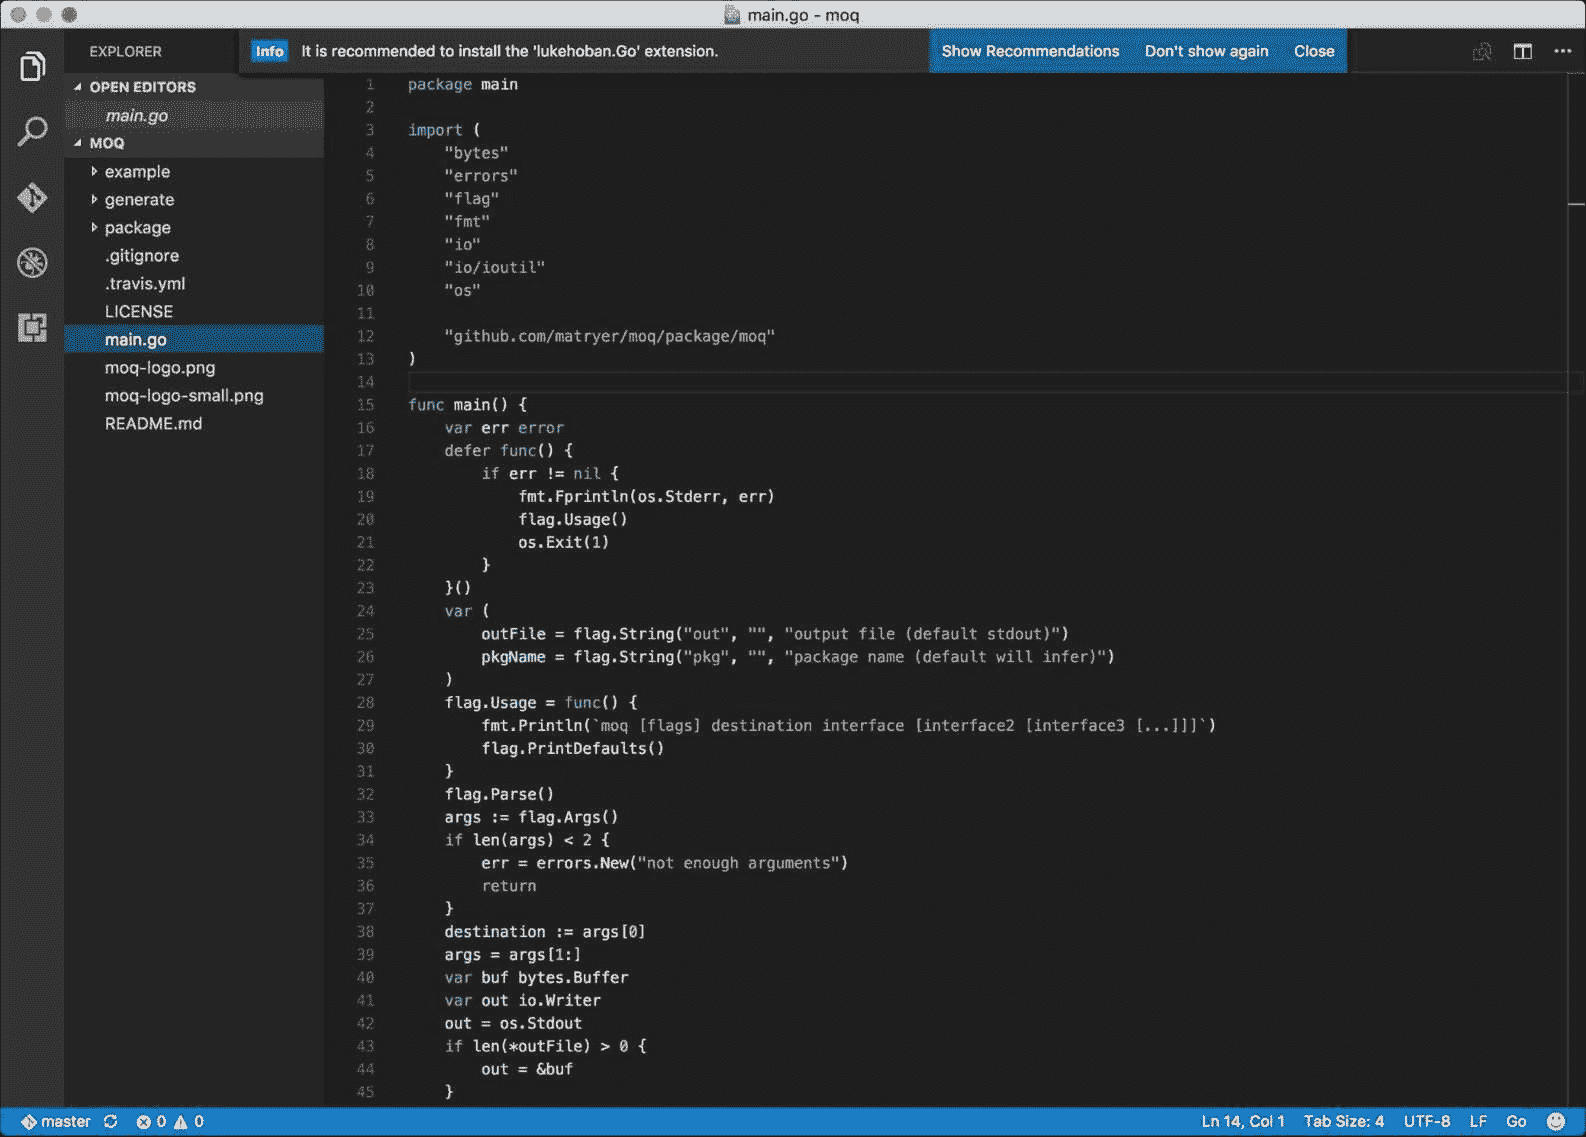 main.go - moq
EXPLORER
Info It is recommended to install the 'lukehoban.Go' extension.
Show Recommendations Don't show again Close
OPEN EDITORS
main.go
MOQ
example
generate
package
.gitignore
.travis.yml
LICENSE
main.go
moq-logo.png
moq-logo-small.png
README.md
1 package main
2
3 import (
4 "bytes"
5 "errors"
6 "flag"
7 "fmt"
8 "io"
9 "io/ioutil"
10 "os"
11
12 "github.com/matryer/moq/package/moq"
13 )
14
15 func main() {
16 var err error
17 defer func() {
18 if err != nil {
19 fmt.Fprintln(os.Stderr, err)
20 flag.Usage()
21 os.Exit(1)
22 }
23 }()
24 var (
25 outFile = flag.String("out", "", "output file (default stdout)")
26 pkgName = flag.String("pkg", "", "package name (default will infer)")
27 )
28 flag.Usage = func() {
29 fmt.Println(`moq [flags] destination interface [interface2 [interface3 [...]]]`)
30 flag.PrintDefaults()
31 }
32 flag.Parse()
33 args := flag.Args()
34 if len(args) < 2 {
35 err = errors.New("not enough arguments")
36 return
37 }
38 destination := args[0]
39 args = args[1:]
40 var buf bytes.Buffer
41 var out io.Writer
42 out = os.Stdout
43 if len(*outFile) > 0 {
44 out = &buf
45 }
master 0 0
Ln 14, Col 1 Tab Size: 4 UTF-8 LF Go